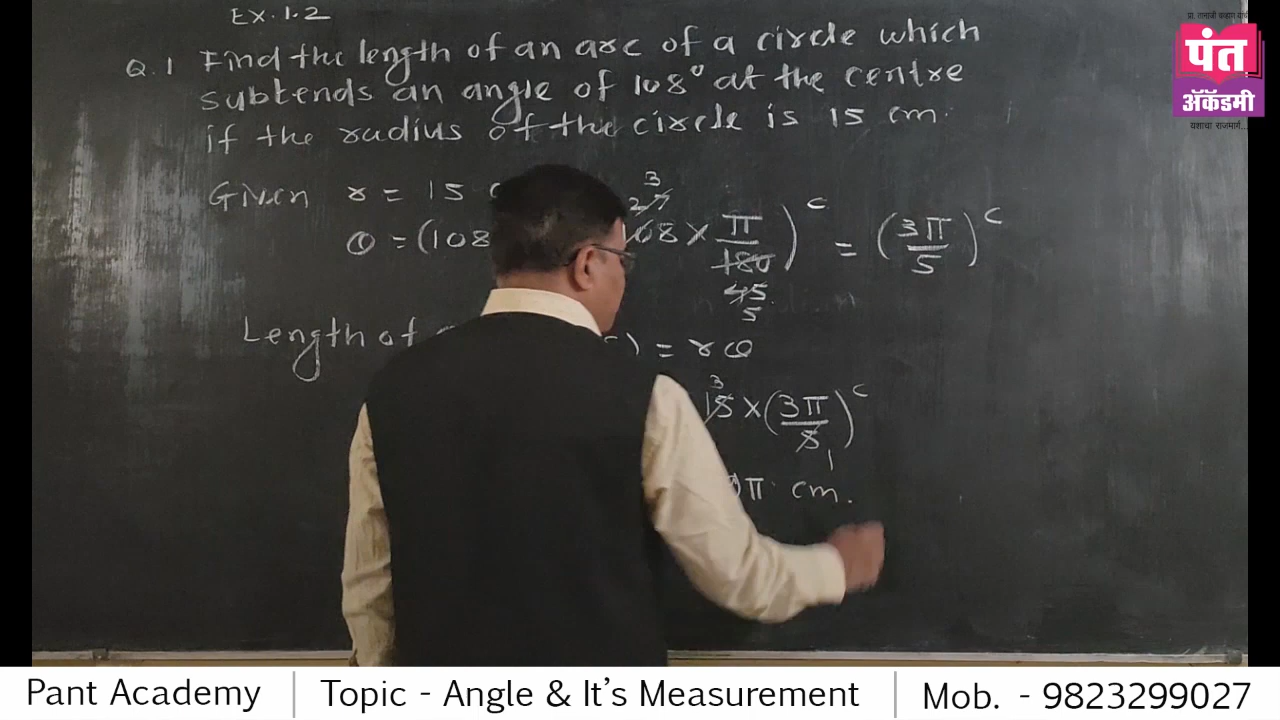 Ex. 1.2
Q. 1 Find the length of an arc of a circle which
subtends an angle of 108° at the centre
if the radius of the circle is 15 cm.
Given r = 15
θ = (108 08 × π/180)ᶜ = (3π/5)ᶜ
27
3
45
5
Length of ) = rθ
15 × (3π/5)ᶜ
3
1
π cm.
पंत
ॲकॅडमी
यशाचा राजमार्ग...
Pant Academy | Topic - Angle & It's Measurement | Mob. - 9823299027